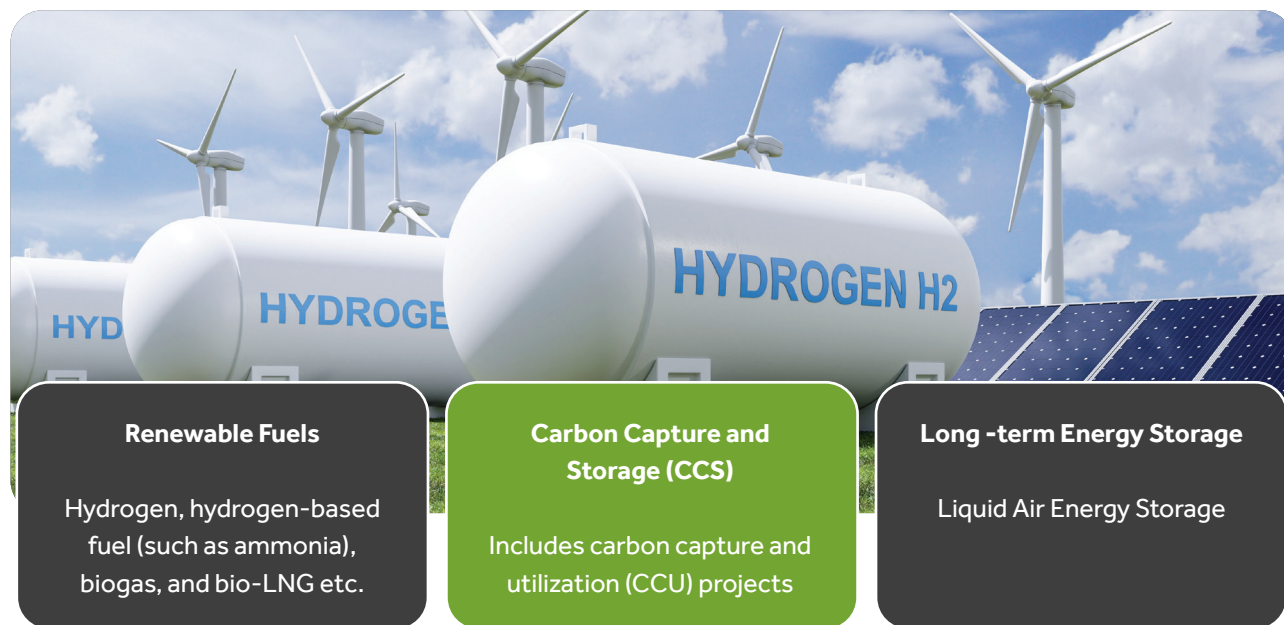 HYD
HYDROGE
HYDROGEN H2
Renewable Fuels
Hydrogen, hydrogen-based
fuel (such as ammonia),
biogas, and bio-LNG etc.
Carbon Capture and
Storage (CCS)
Includes carbon capture and
utilization (CCU) projects
Long -term Energy Storage
Liquid Air Energy Storage